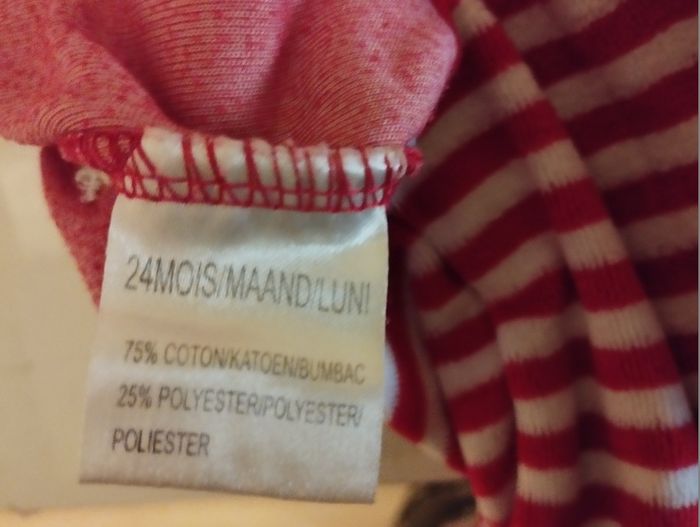 24MOIS/MAAND/LUNI
75% COTON/KATOEN/BUMBAC
25% POLYESTER/POLYESTER/
POLIESTER